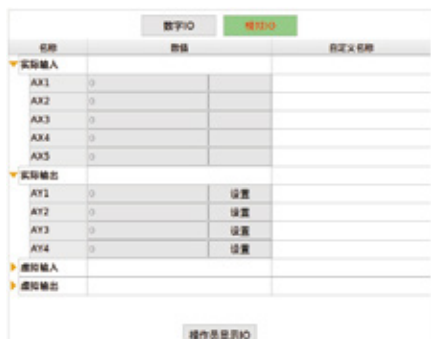 数字IO 模拟IO
名称 数值 自定义名称
实际输入
AX1 0
AX2 0
AX3 0
AX4 0
AX5 0
实际输出
AY1 0 设置
AY2 0 设置
AY3 0 设置
AY4 0 设置
虚拟输入
虚拟输出
操作员显示IO